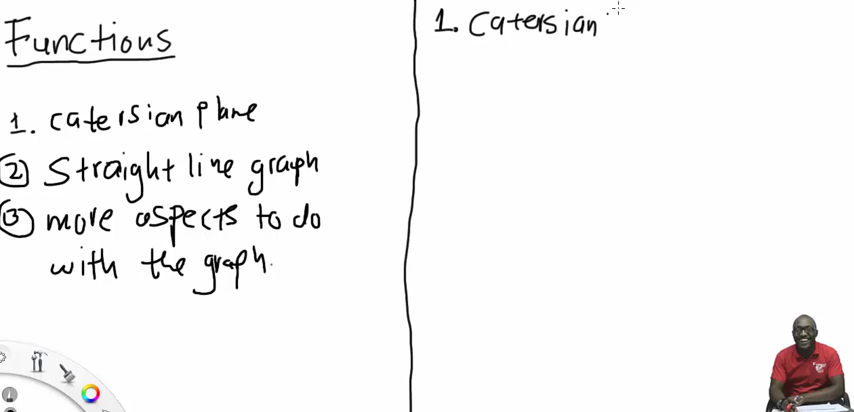 Functions
1. Catersian plane
2 Straight line graph
3 more aspects to do
with the graph.
1. Catersian